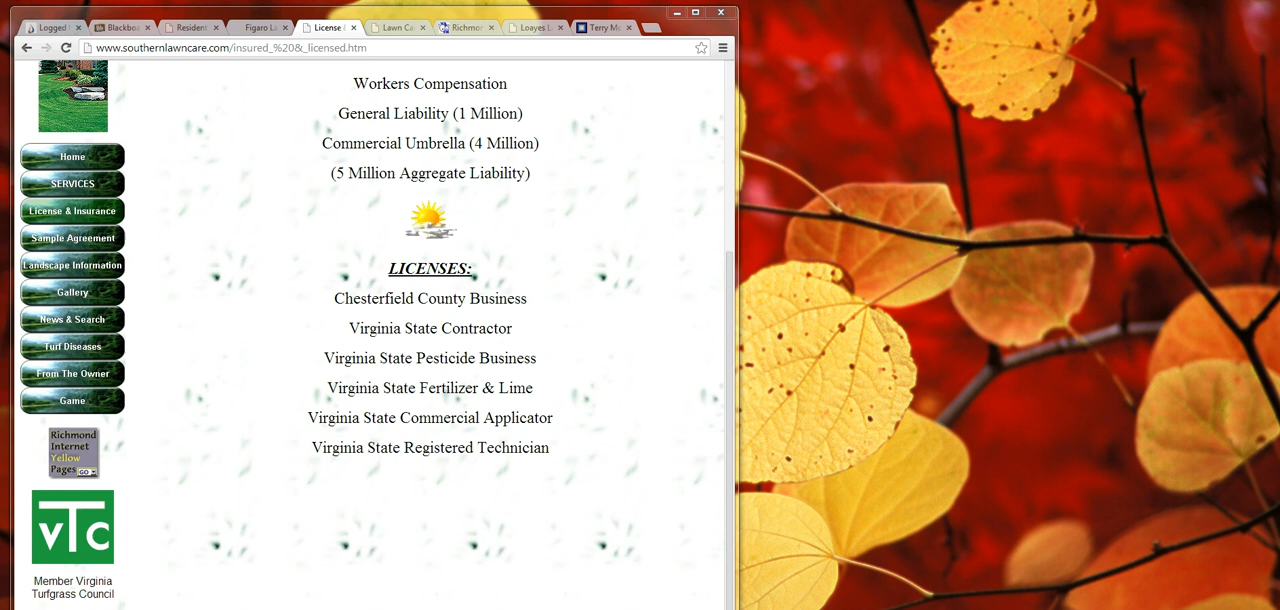 Logged
Blackboa
Resident
Figaro La
License &
Lawn Car
Richmon
Loayes L
Terry Mo
www.southernlawncare.com/insured_%20&_licensed.htm
Workers Compensation
General Liability (1 Million)
Commercial Umbrella (4 Million)
(5 Million Aggregate Liability)
LICENSES:
Chesterfield County Business
Virginia State Contractor
Virginia State Pesticide Business
Virginia State Fertilizer & Lime
Virginia State Commercial Applicator
Virginia State Registered Technician
Home
SERVICES
License & Insurance
Sample Agreement
Landscape Information
Gallery
News & Search
Turf Diseases
From The Owner
Game
Richmond
Internet
Yellow
Pages GO
VTC
Member Virginia
Turfgrass Council